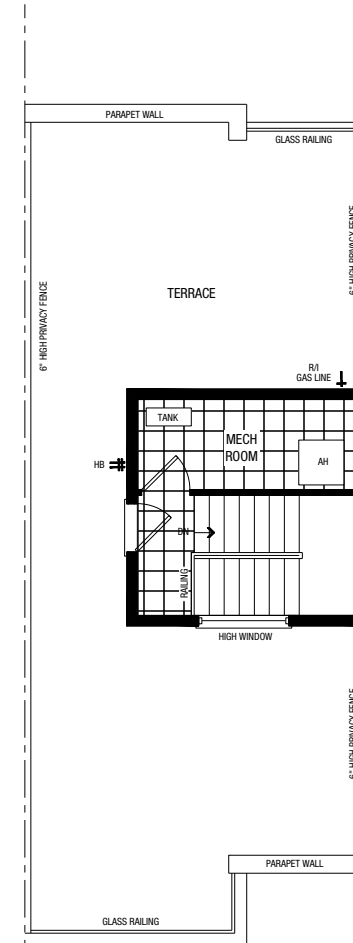 PARAPET WALL
GLASS RAILING
6" HIGH PRIVACY FENCE
6" HIGH PRIVACY FENCE
TERRACE
R/I
GAS LINE
TANK
MECH
ROOM
AH
HB
DN
RAILING
HIGH WINDOW
6" HIGH PRIVACY FENCE
PARAPET WALL
GLASS RAILING